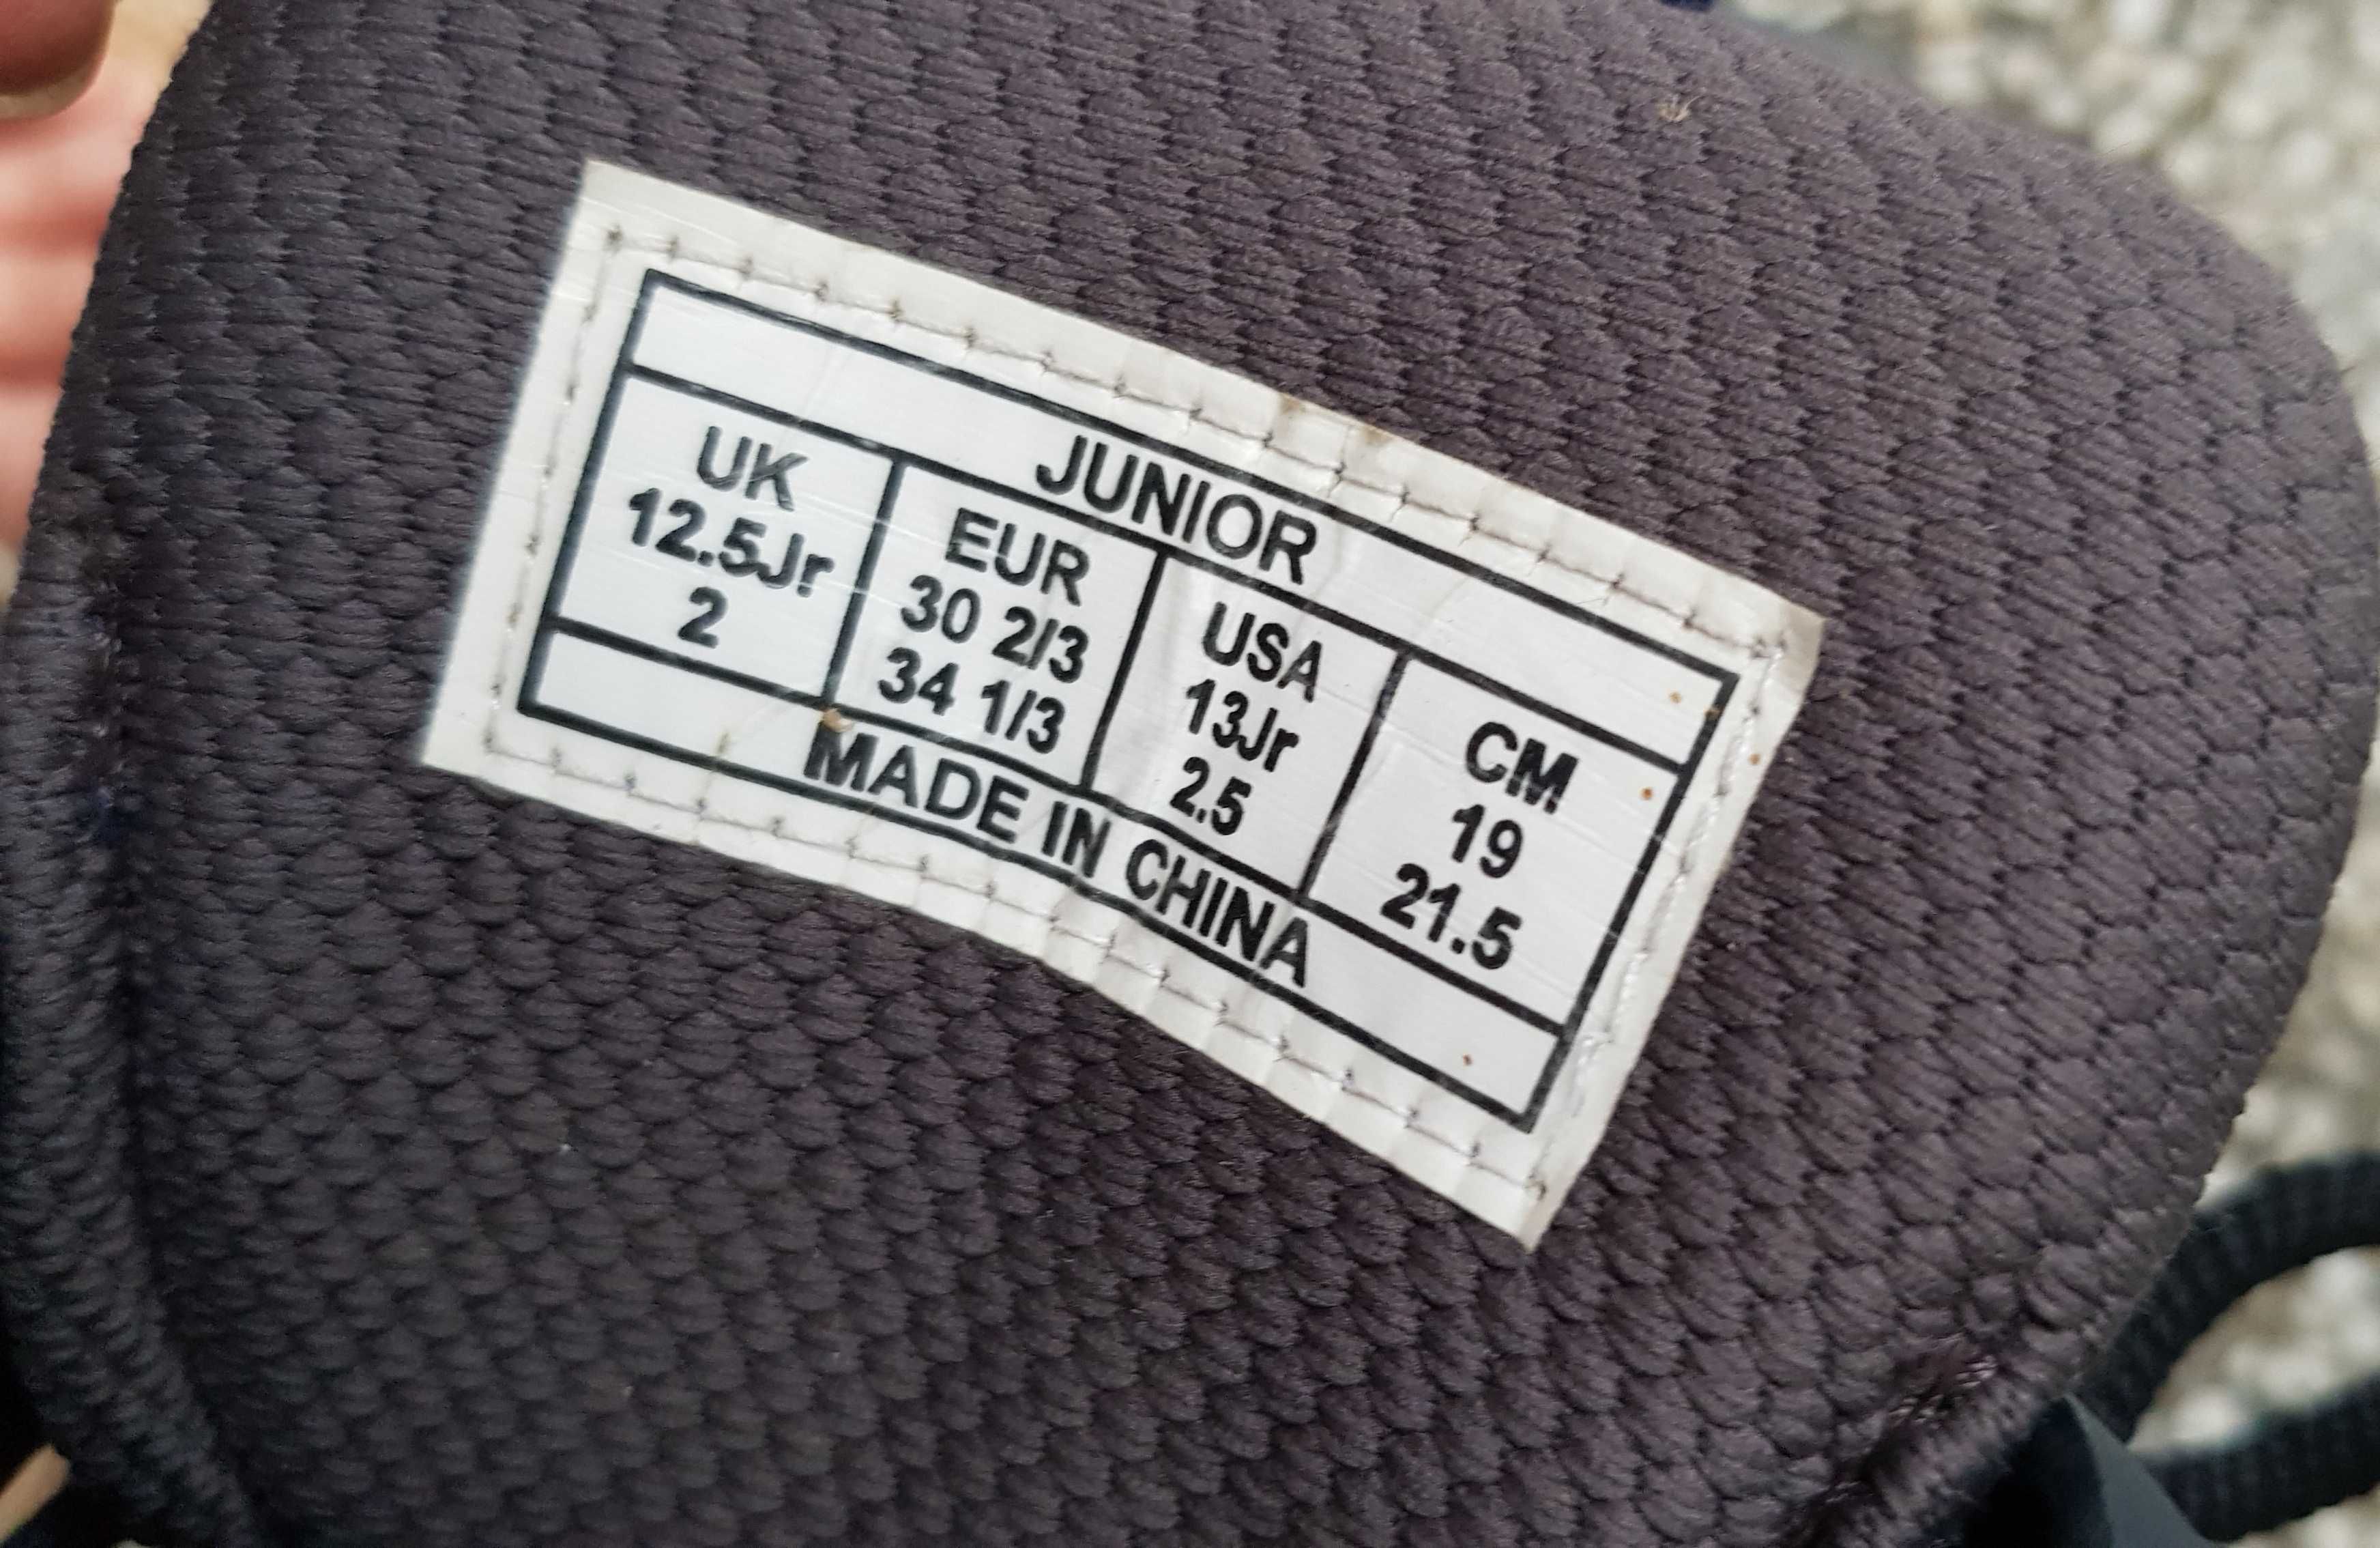 JUNIOR
UK EUR USA CM
12.5Jr 30 2/3 13Jr 19
2 34 1/3 2.5 21.5
MADE IN CHINA